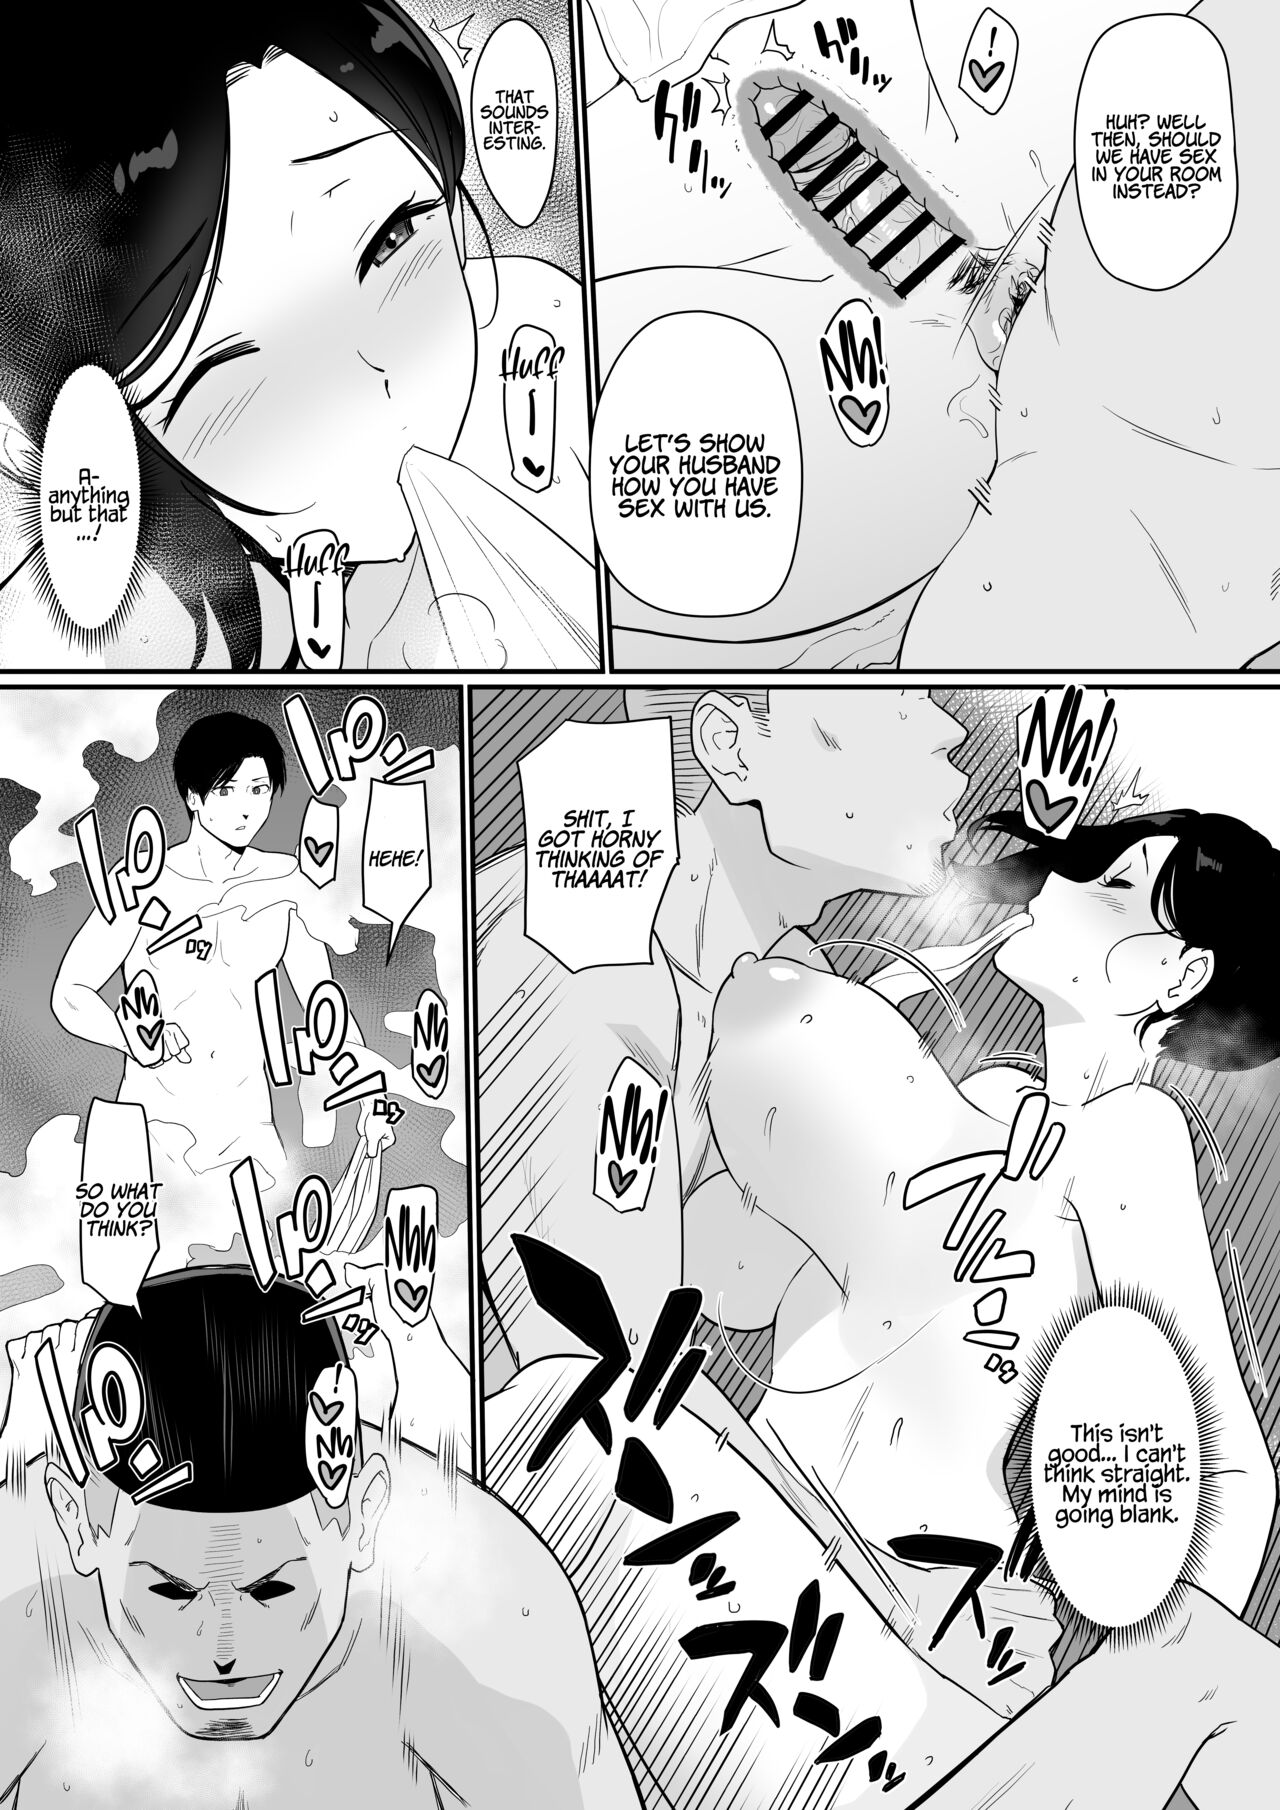 HUH? WELL
THEN, SHOULD
WE HAVE SEX
IN YOUR ROOM
INSTEAD?
!
Nh!
LET'S SHOW
YOUR HUSBAND
HOW YOU HAVE
SEX WITH US.
THAT
SOUNDS
INTER-
ESTING.
Huff
Huff
A-
anything
but that
...!
Nh!
SHIT, I
GOT HORNY
THINKING OF
THAAAAT!
Nh!
This isn't
good... I can't
think straight.
My mind is
going blank.
HEHE!
Nh
Nh
Nhh
SO WHAT
DO YOU
THINK?
!
Nh